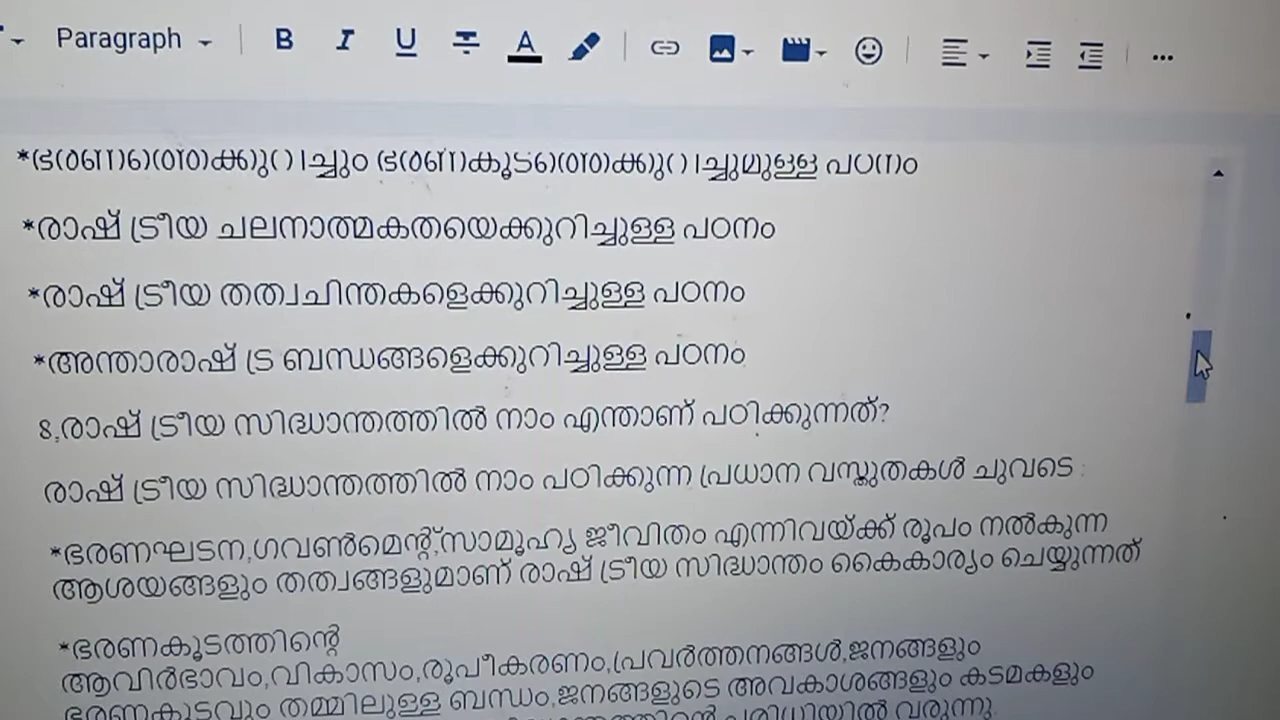 Paragraph B I U A
*ഭരണത്തെക്കുറിച്ചും ഭരണകൂടത്തെക്കുറിച്ചുമുള്ള പഠനം
*രാഷ് ട്രീയ ചലനാത്മകതയെക്കുറിച്ചുള്ള പഠനം
*രാഷ് ട്രീയ തത്വചിന്തകളെക്കുറിച്ചുള്ള പഠനം
*അന്താരാഷ് ട്ര ബന്ധങ്ങളെക്കുറിച്ചുള്ള പഠനം
8,രാഷ് ട്രീയ സിദ്ധാന്തത്തിൽ നാം എന്താണ് പഠിക്കുന്നത്?
രാഷ് ട്രീയ സിദ്ധാന്തത്തിൽ നാം പഠിക്കുന്ന പ്രധാന വസ്തുതകൾ ചുവടെ :
*ഭരണഘടന,ഗവൺമെന്റ്,സാമൂഹ്യ ജീവിതം എന്നിവയ്ക്ക് രൂപം നൽകുന്ന
ആശയങ്ങളും തത്വങ്ങളുമാണ് രാഷ് ട്രീയ സിദ്ധാന്തം കൈകാര്യം ചെയ്യുന്നത്
*ഭരണകൂടത്തിന്റെ
ആവിർഭാവം,വികാസം,രൂപീകരണം,പ്രവർത്തനങ്ങൾ,ജനങ്ങളും
ഭരണകൂടവും തമ്മിലുള്ള ബന്ധം,ജനങ്ങളുടെ അവകാശങ്ങളും കടമകളും
പരിധിയിൽ വരുന്നു